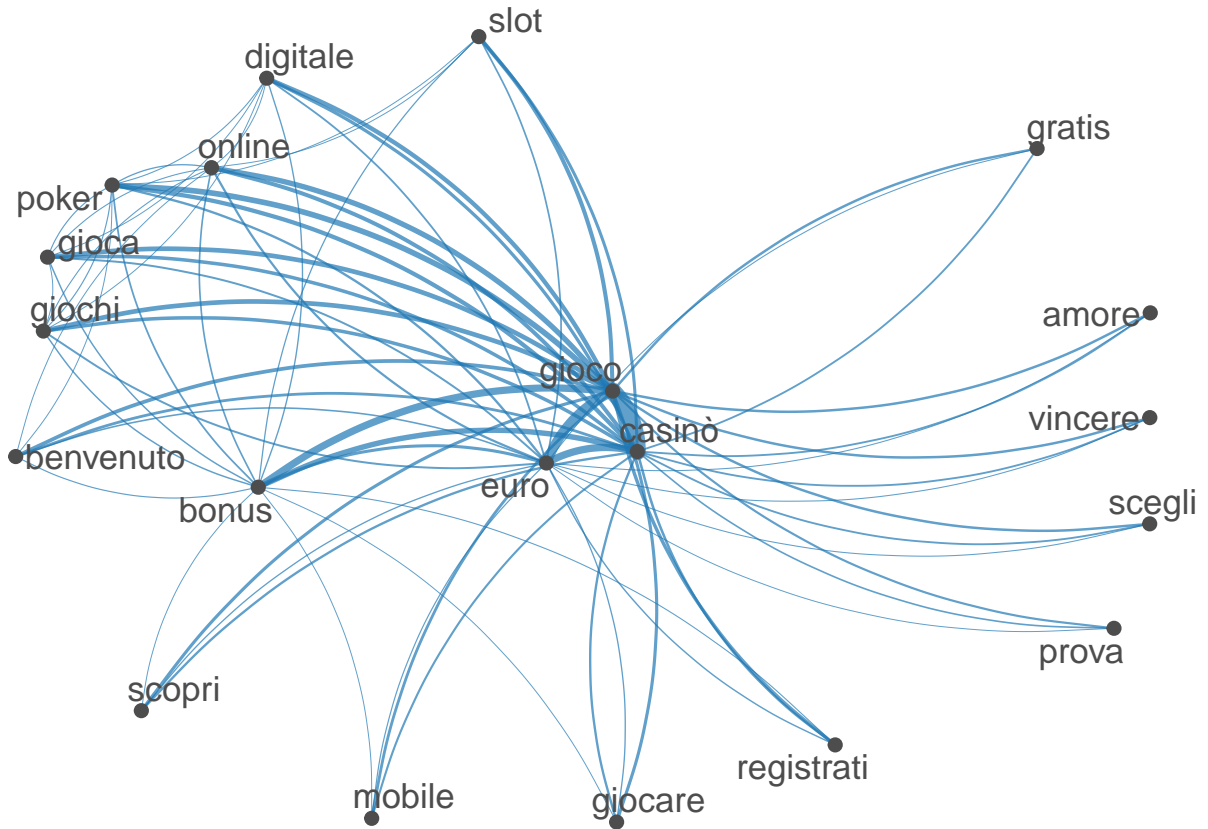 slot
digitale
gratis
online
poker
gioca
giochi
amore
gioco
vincere
casinò
benvenuto
euro
bonus
scegli
prova
scopri
registrati
mobile
giocare